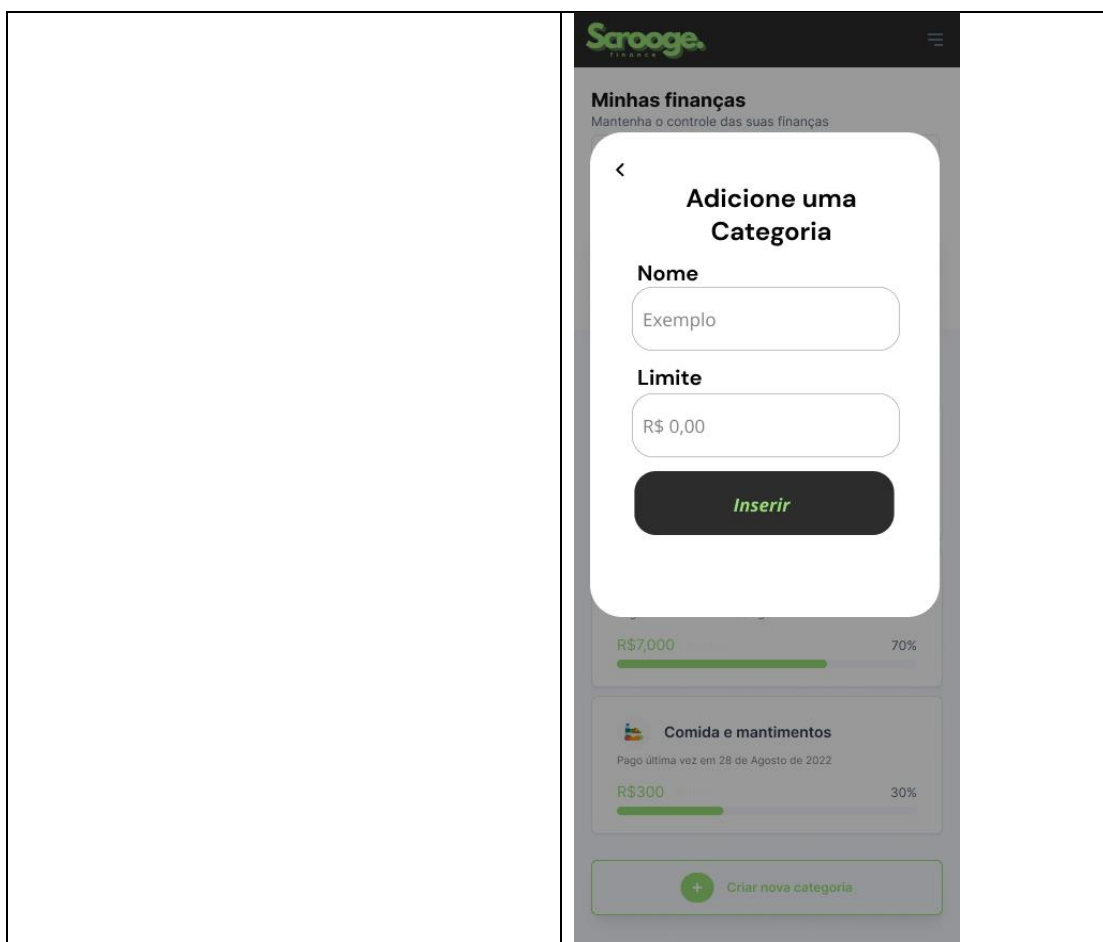 Scrooge.
finance
Minhas finanças
Mantenha o controle das suas finanças
Adicione uma
Categoria
Nome
Exemplo
Limite
R$ 0,00
Inserir
R$7,000 70%
Comida e mantimentos
Pago última vez em 28 de Agosto de 2022
R$300 30%
Criar nova categoria